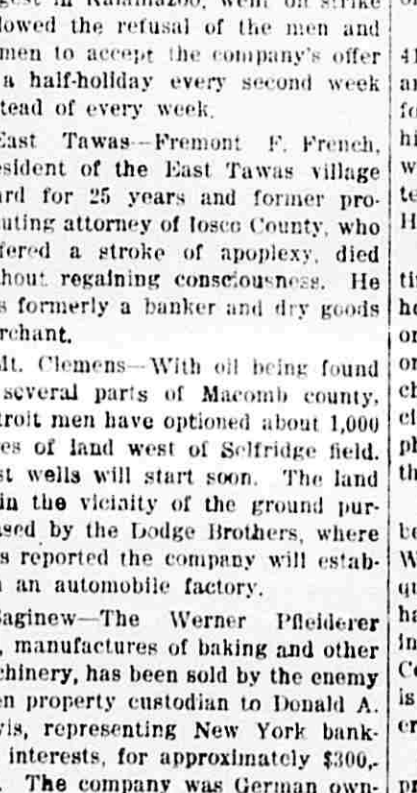 gest in Kalamazoo, went on strike
lowed the refusal of the men and
men to accept the company's offer
a half-holiday every second week
stead of every week.
East Tawas—Fremont F. French,
esident of the East Tawas village
ard for 25 years and former pro-
uting attorney of Iosco County, who
fered a stroke of apoplexy, died
hout regaining consciousness. He
s formerly a banker and dry goods
rchant.
Mt. Clemens—With oil being found
several parts of Macomb county,
troit men have optioned about 1,000
es of land west of Selfridge field.
st wells will start soon. The land
in the vicinity of the ground pur-
ased by the Dodge Brothers, where
s reported the company will estab-
h an automobile factory.
Saginew—The Werner Pfleiderer
, manufactures of baking and other
chinery, has been sold by the enemy
en property custodian to Donald A.
vis, representing New York bank-
interests, for approximately $300,-
. The company was German own-